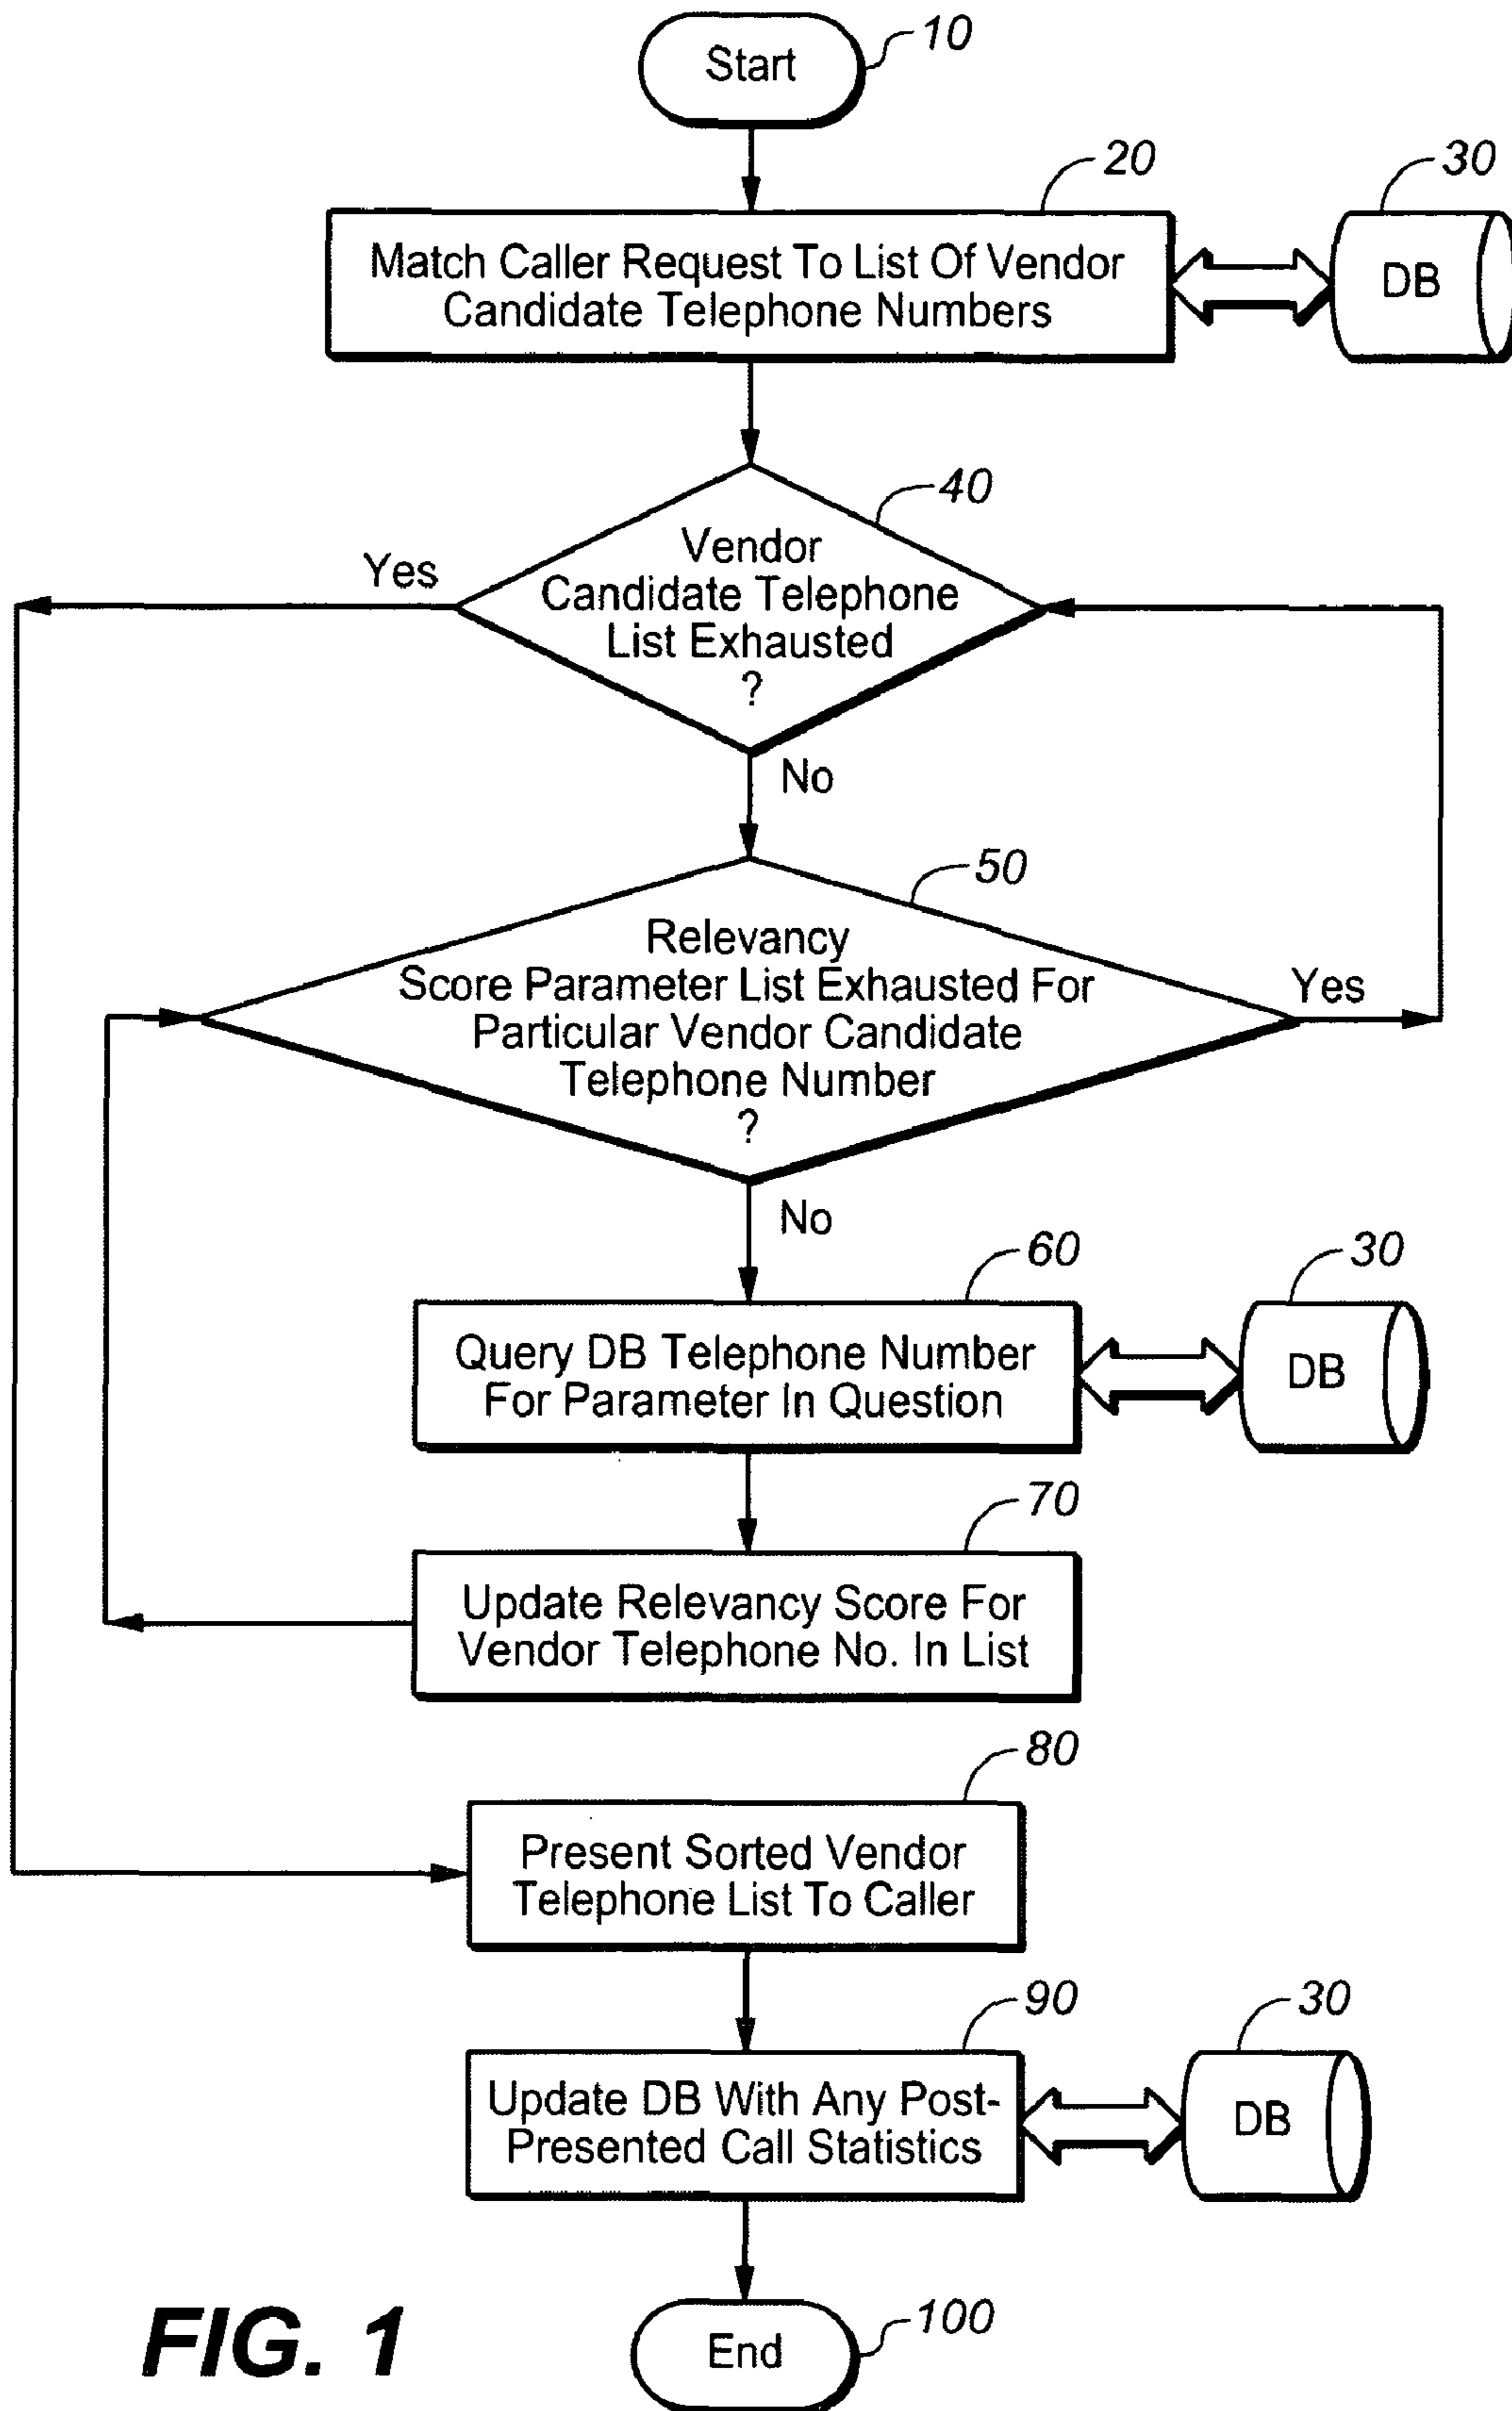 Start
10
20
30
Match Caller Request To List Of Vendor
Candidate Telephone Numbers
DB
40
Vendor
Candidate Telephone
List Exhausted
?
Yes
No
50
Relevancy
Score Parameter List Exhausted For
Particular Vendor Candidate
Telephone Number
?
Yes
No
60
30
Query DB Telephone Number
For Parameter In Question
DB
70
Update Relevancy Score For
Vendor Telephone No. In List
80
Present Sorted Vendor
Telephone List To Caller
90
30
Update DB With Any Post-
Presented Call Statistics
DB
100
End
FIG. 1